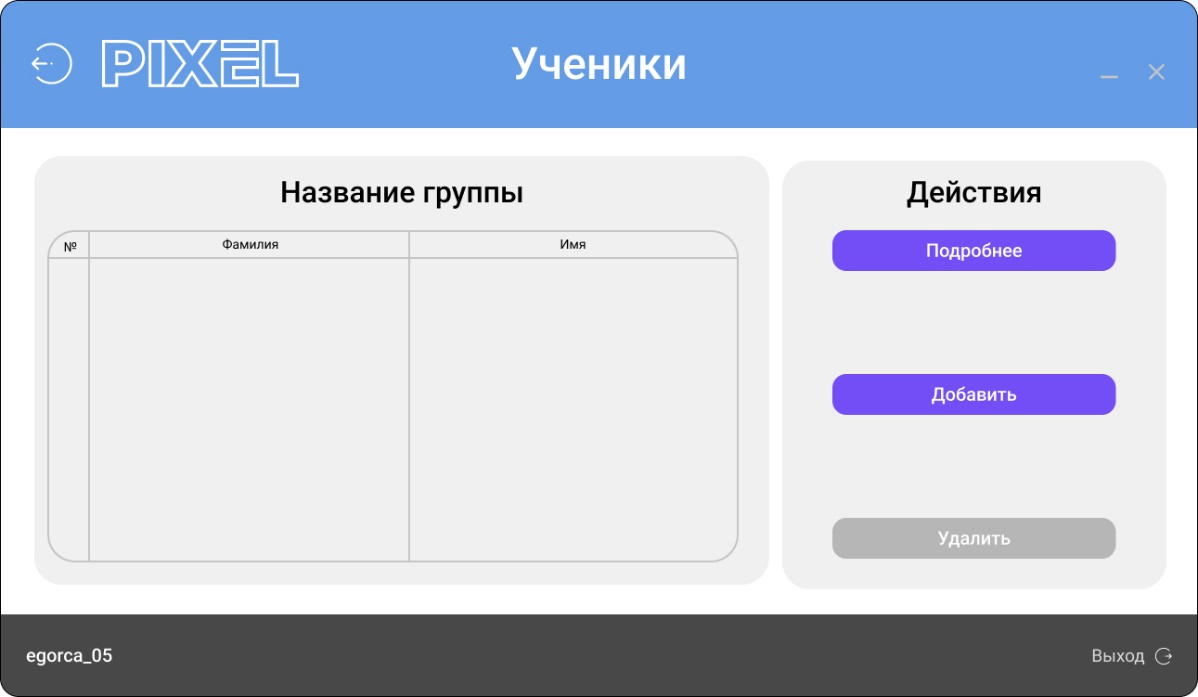 PIXEL
Ученики
Название группы
№ Фамилия Имя
Действия
Подробнее
Добавить
Удалить
egorca_05
Выход